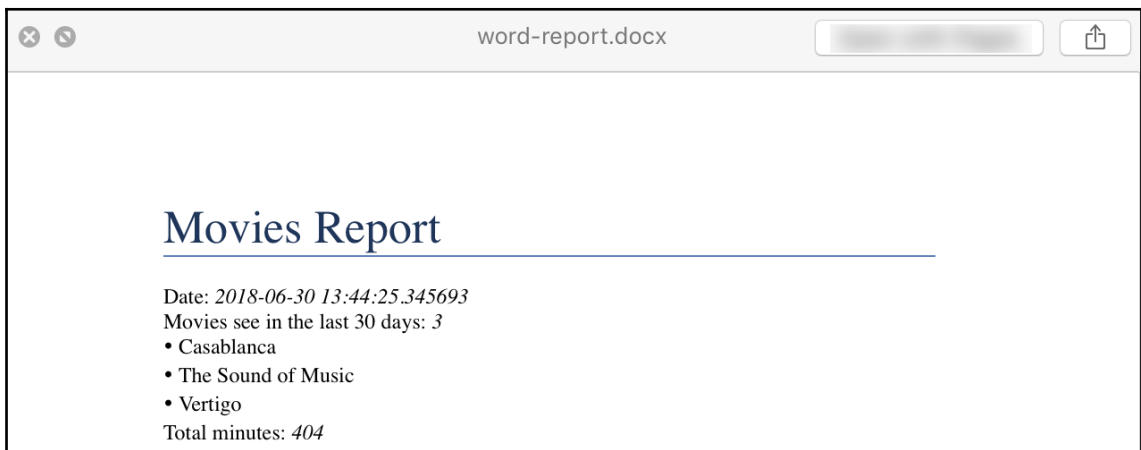 word-report.docx
Movies Report
Date: 2018-06-30 13:44:25.345693
Movies see in the last 30 days: 3
• Casablanca
• The Sound of Music
• Vertigo
Total minutes: 404